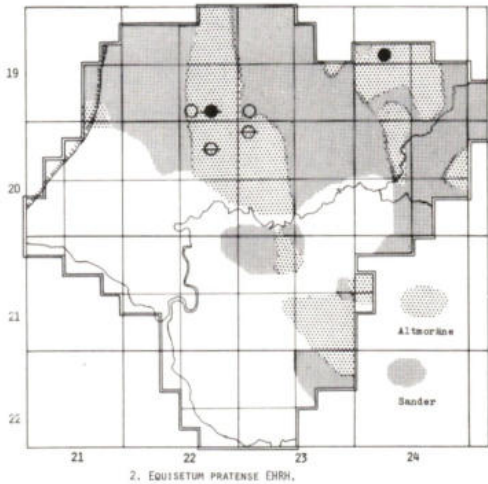 19
20
21
22
Altmoräne
Sander
21
22
23
24
2. EQUISETUM PRATENSE EHRH.